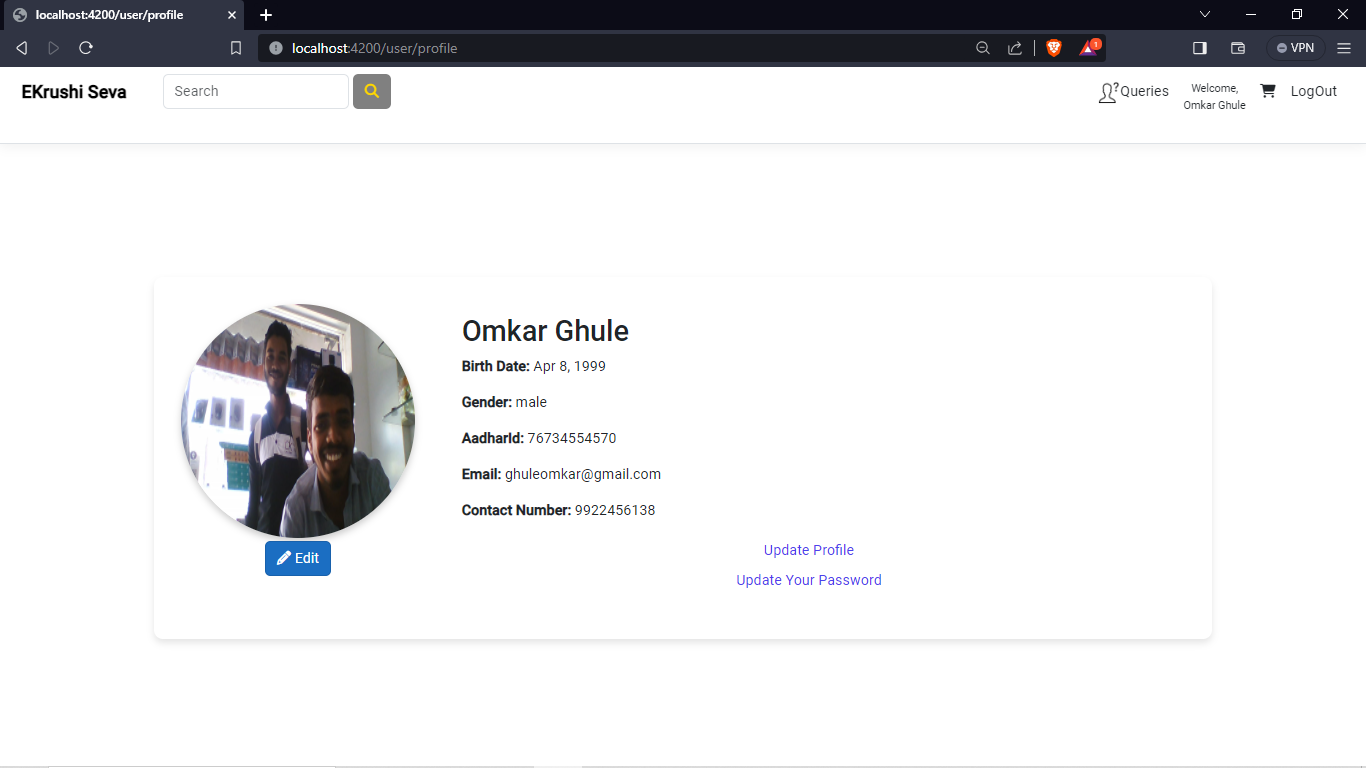 localhost:4200/user/profile
localhost:4200/user/profile
1
VPN
EKrushi Seva
Search
?Queries
Welcome,
Omkar Ghule
LogOut
Omkar Ghule
Birth Date: Apr 8, 1999
Gender: male
AadharId: 76734554570
Email: ghuleomkar@gmail.com
Contact Number: 9922456138
Edit
Update Profile
Update Your Password